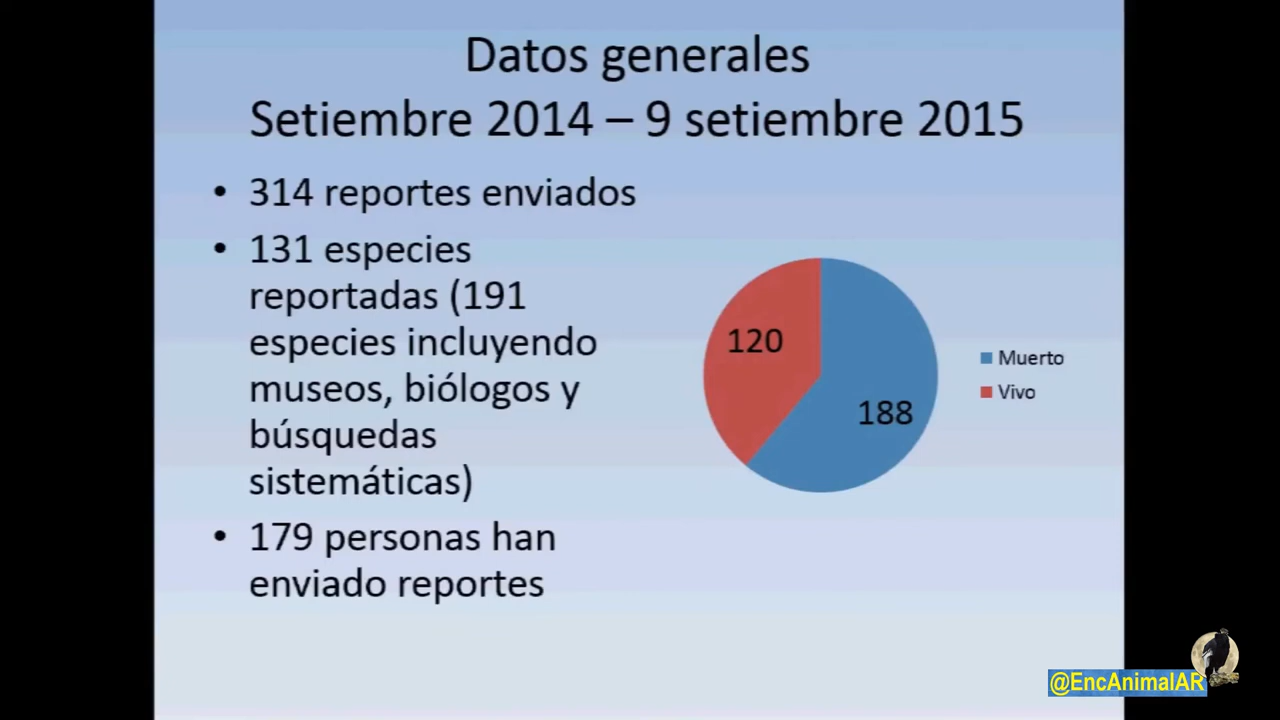 Datos generales
Setiembre 2014 – 9 setiembre 2015
• 314 reportes enviados
• 131 especies
reportadas (191
especies incluyendo
museos, biólogos y
búsquedas
sistemáticas)
• 179 personas han
enviado reportes
120
188
Muerto
Vivo
@EncAnimalAR